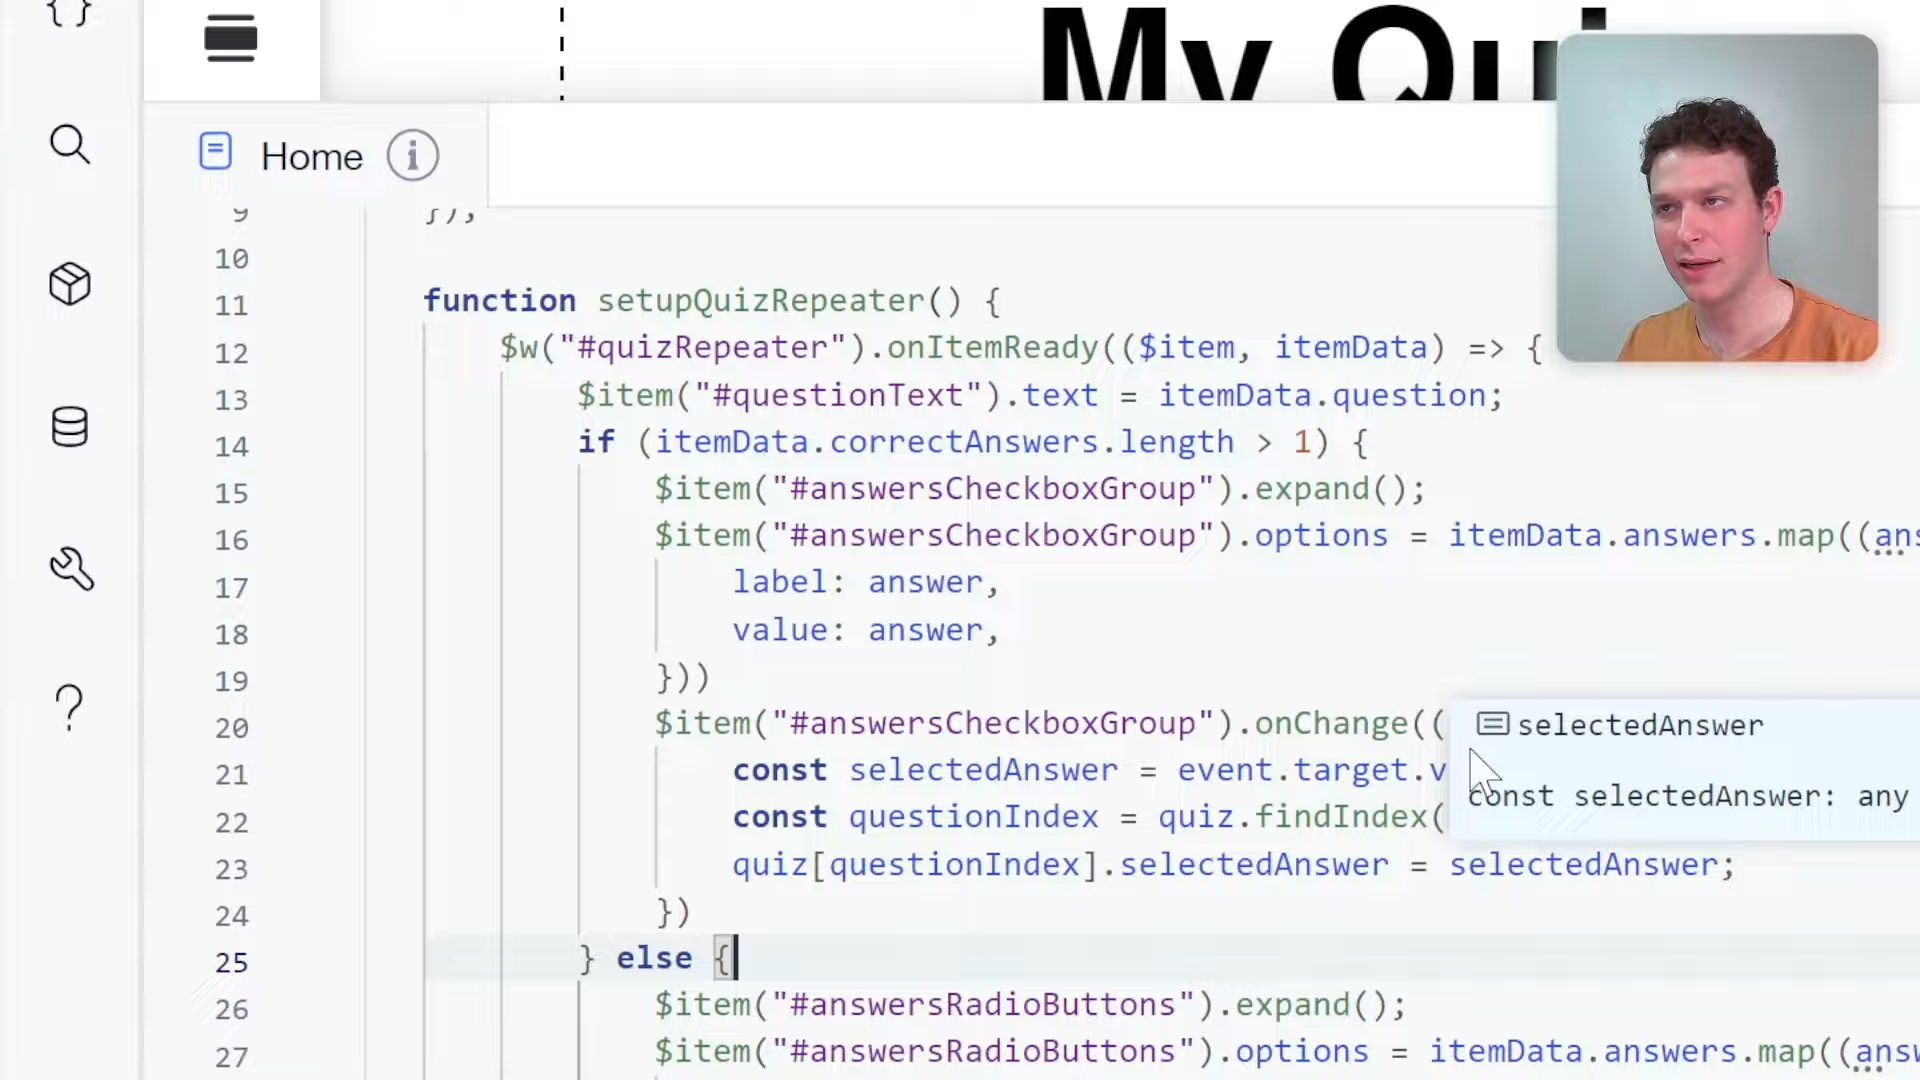 {}
My Qui
Home i
9 });
10
11 function setupQuizRepeater() {
12 $w("#quizRepeater").onItemReady(($item, itemData) => {
13 $item("#questionText").text = itemData.question;
14 if (itemData.correctAnswers.length > 1) {
15 $item("#answersCheckboxGroup").expand();
16 $item("#answersCheckboxGroup").options = itemData.answers.map((ans
17 label: answer,
18 value: answer,
19 }))
20 $item("#answersCheckboxGroup").onChange((
selectedAnswer
21 const selectedAnswer = event.target.v
const selectedAnswer: any
22 const questionIndex = quiz.findIndex(
23 quiz[questionIndex].selectedAnswer = selectedAnswer;
24 })
25 } else {
26 $item("#answersRadioButtons").expand();
27 $item("#answersRadioButtons").options = itemData.answers.map((answ